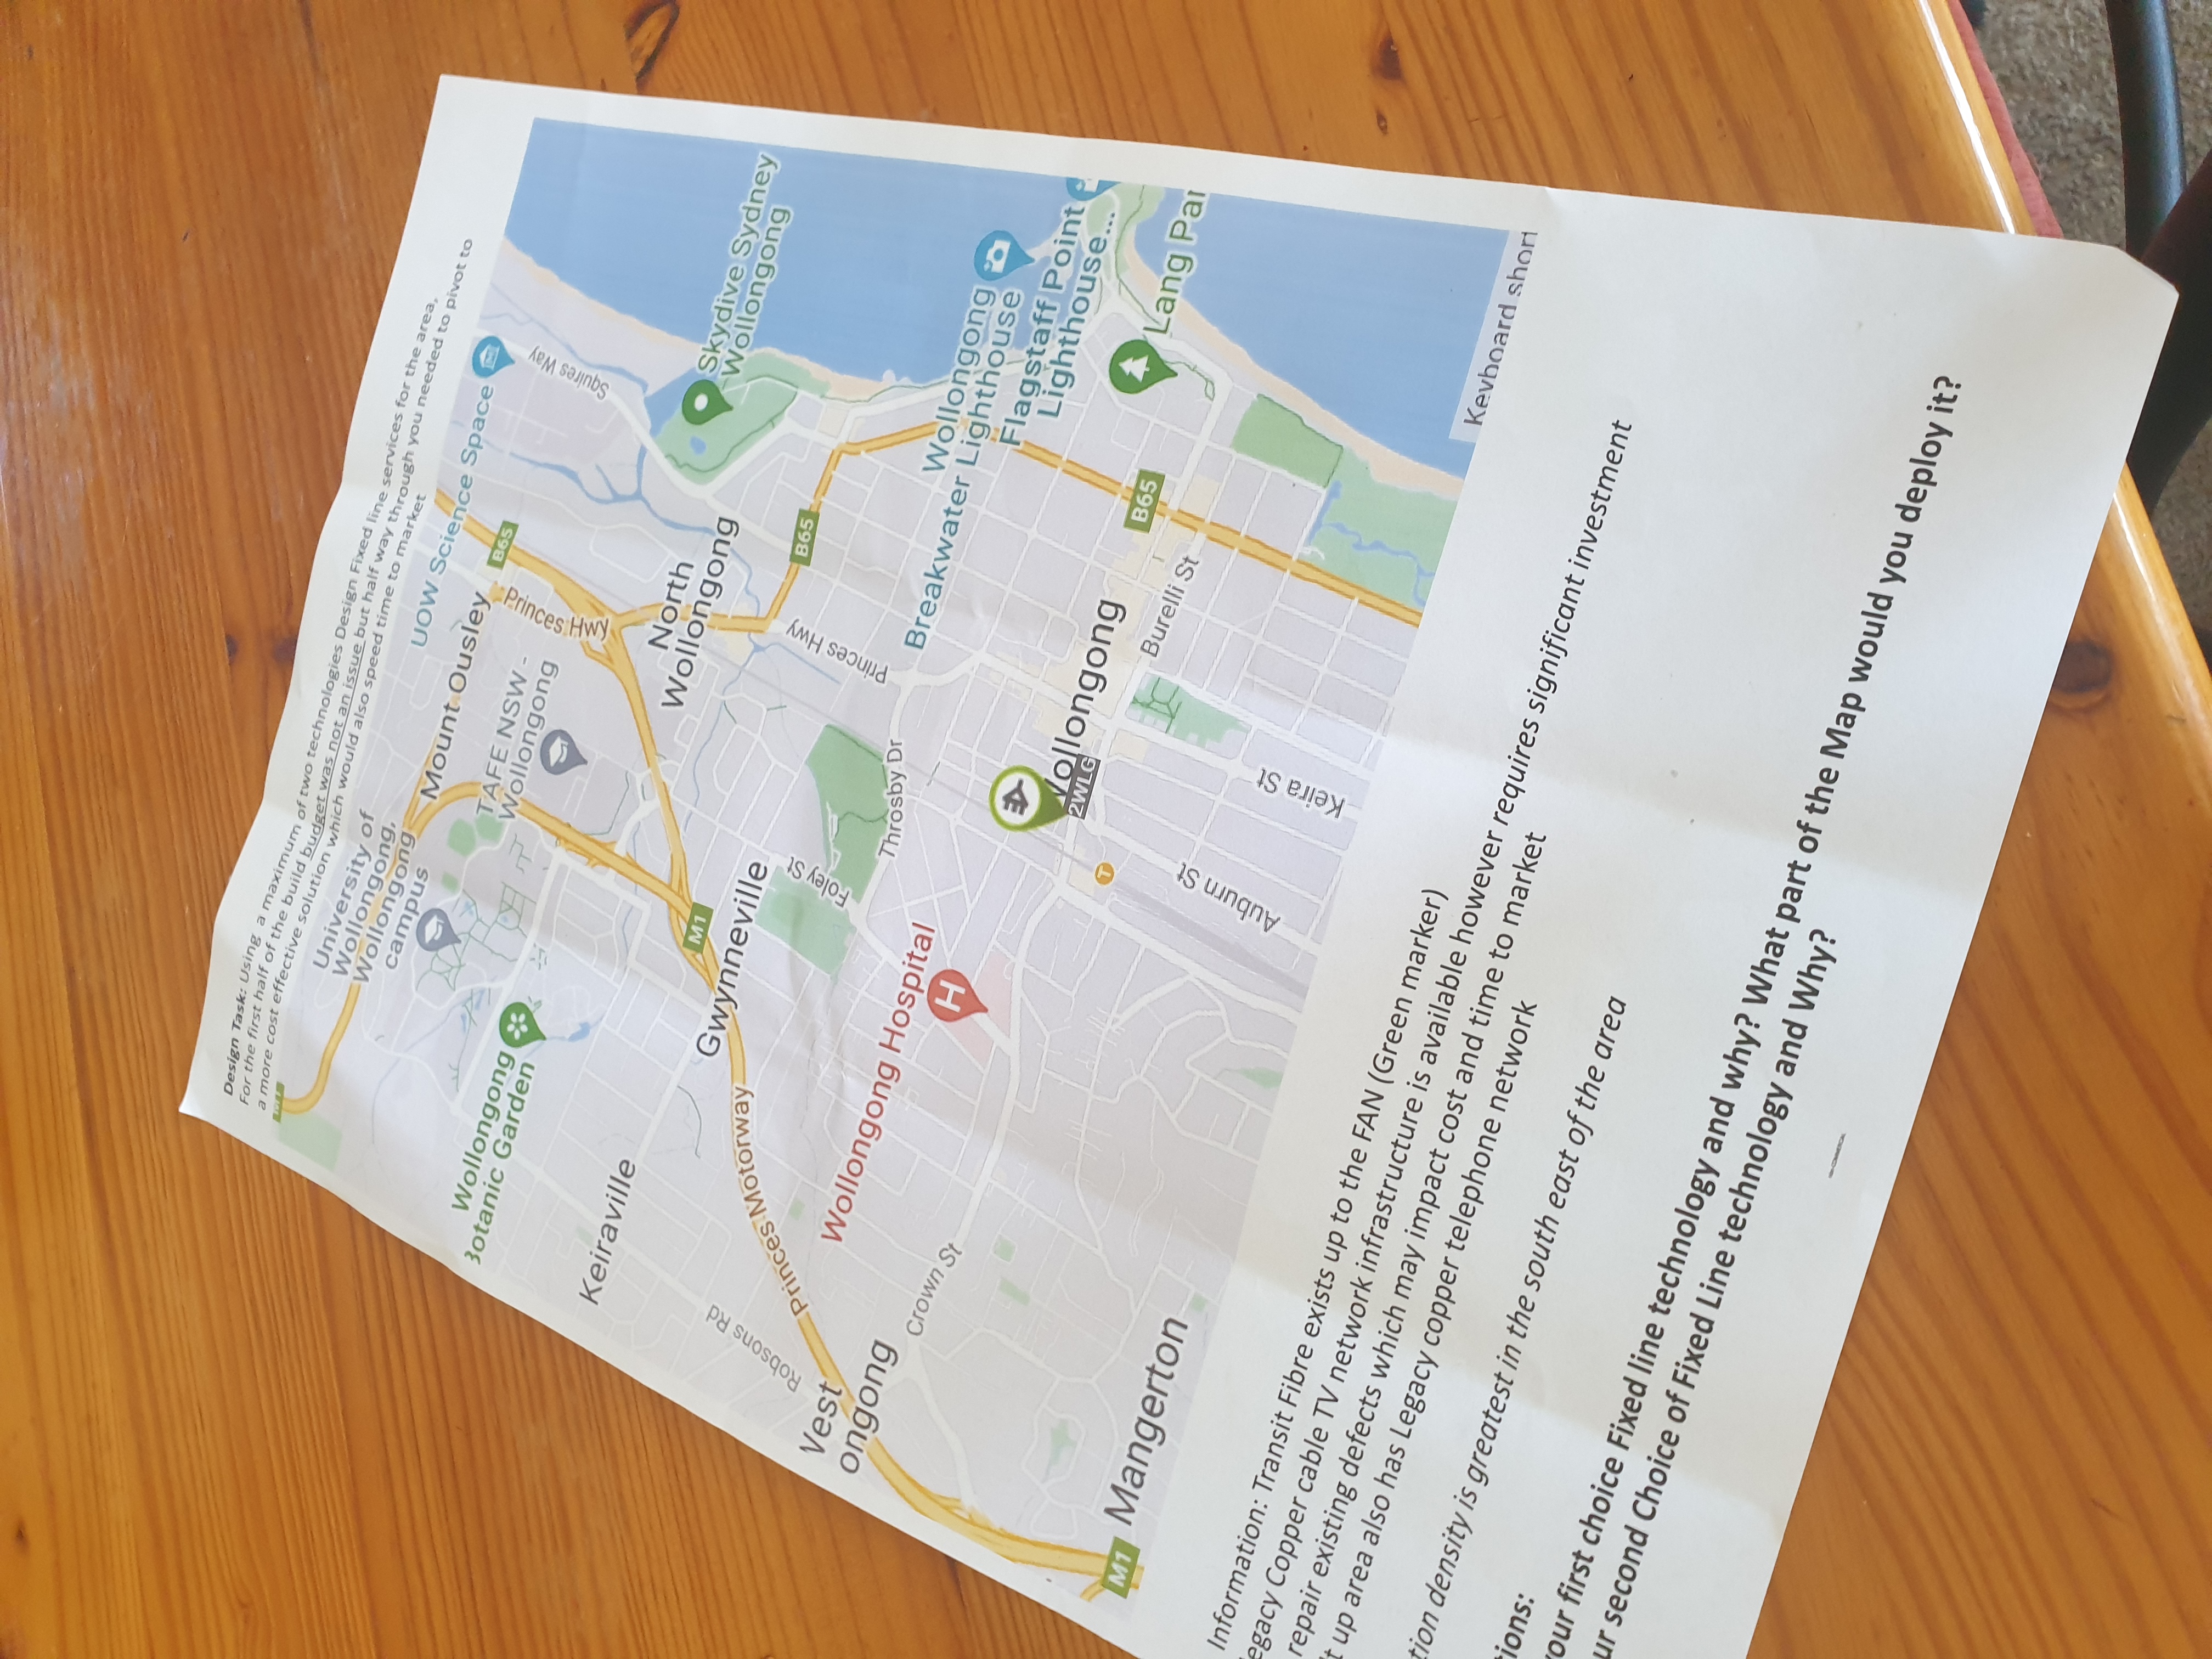 Design Task: Using a maximum of two technologies Design Fixed line services for the area,
For the first half of the build budget was not an issue but half way through you needed to pivot to
a more cost effective solution which would also speed time to market
University of
Wollongong,
Wollongong
campus
Mount Ousley
UOW Science Space
B65
Wollongong
Botanic Garden
TAFE NSW -
Wollongong
Princes Hwy
Squires Way
Keiraville
North
Wollongong
M1
Gwynneville
Skydive Sydney
Wollongong
Robsons Rd
Princes Motorway
B65
Foley St
Princes Hwy
Vest
ongong
Wollongong Hospital
H
Throsby Dr
Crown St
Wollongong
Breakwater Lighthouse
Flagstaff Point
Lighthouse...
Wollongong
2WLG
T
M1
Mangerton
B65
Burelli St
Lang Par
Auburn St
Keira St
Keyboard short
Information: Transit Fibre exists up to the FAN (Green marker)
egacy Copper cable TV network infrastructure is available however requires significant investment
repair existing defects which may impact cost and time to market
t up area also has Legacy copper telephone network
tion density is greatest in the south east of the area
tions:
your first choice Fixed line technology and why? What part of the Map would you deploy it?
ur second Choice of Fixed Line technology and Why?